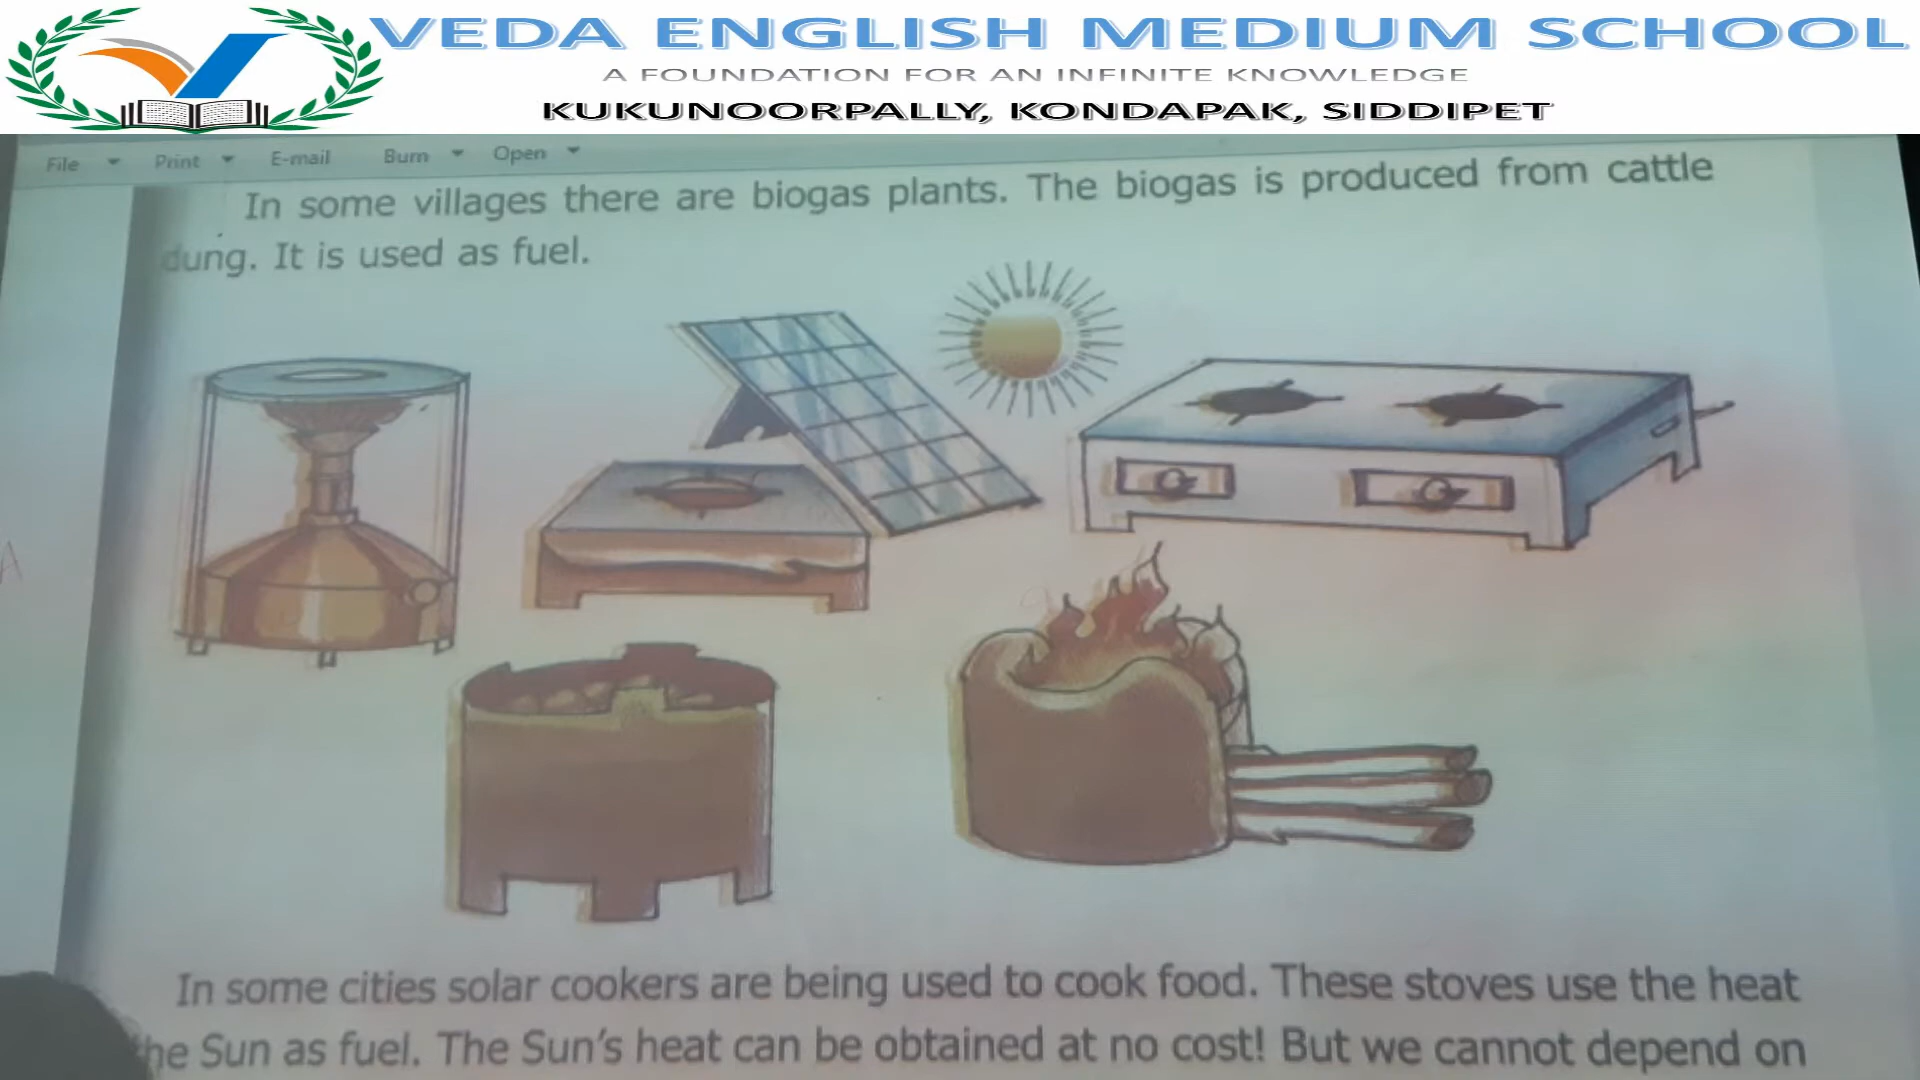 VEDA ENGLISH MEDIUM SCHOOL
A FOUNDATION FOR AN INFINITE KNOWLEDGE
KUKUNOORPALLY, KONDAPAK, SIDDIPET
File Print E-mail Burn Open
In some villages there are biogas plants. The biogas is produced from cattle
dung. It is used as fuel.
In some cities solar cookers are being used to cook food. These stoves use the heat
the Sun as fuel. The Sun's heat can be obtained at no cost! But we cannot depend on